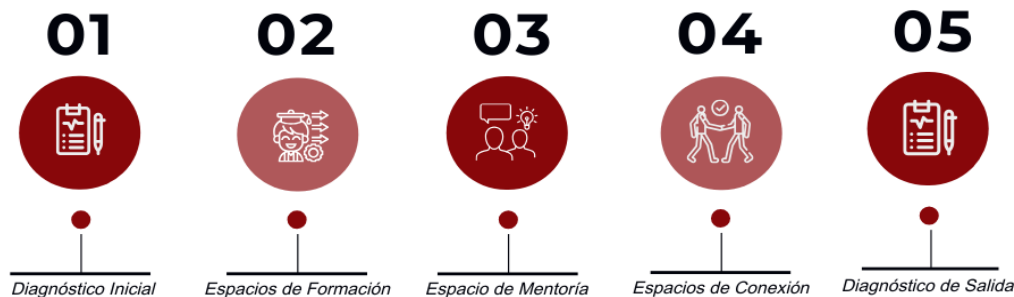 01
02
03
04
05
Diagnóstico Inicial
Espacios de Formación
Espacio de Mentoría
Espacios de Conexión
Diagnóstico de Salida